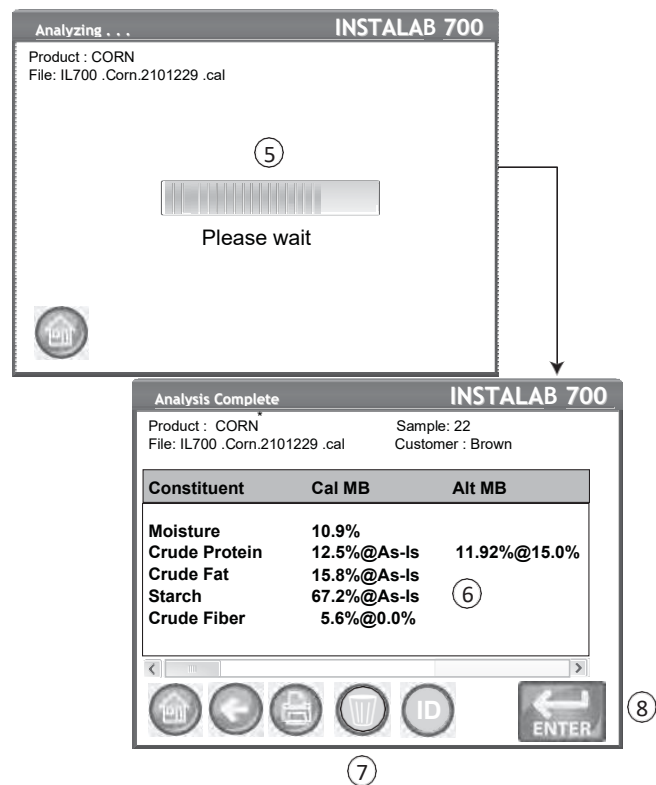 Analyzing . . . INSTALAB 700
Product : CORN
File: IL700 .Corn.2101229 .cal
5
Please wait
Analysis Complete INSTALAB 700
Product : CORN* Sample: 22
File: IL700 .Corn.2101229 .cal Customer : Brown
Constituent Cal MB Alt MB
Moisture 10.9%
Crude Protein 12.5%@As-Is 11.92%@15.0%
Crude Fat 15.8%@As-Is
Starch 67.2%@As-Is
6
Crude Fiber 5.6%@0.0%
ID
ENTER
8
7